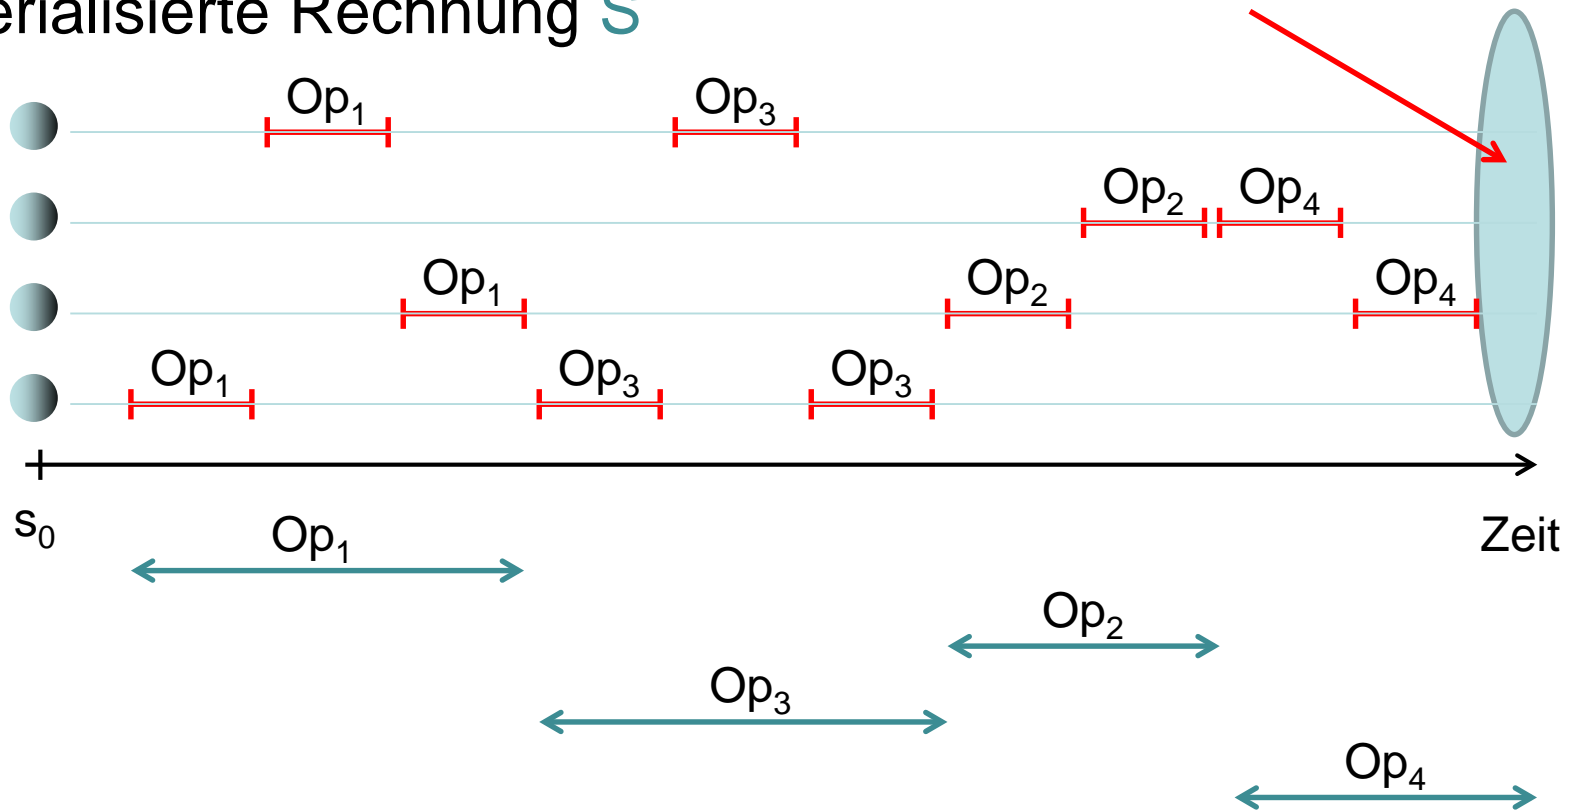 erialisierte Rechnung S
Op₁ Op₃
Op₂ Op₄
Op₁ Op₂ Op₄
Op₁ Op₃ Op₃
s₀ Zeit
Op₁
Op₂
Op₃
Op₄